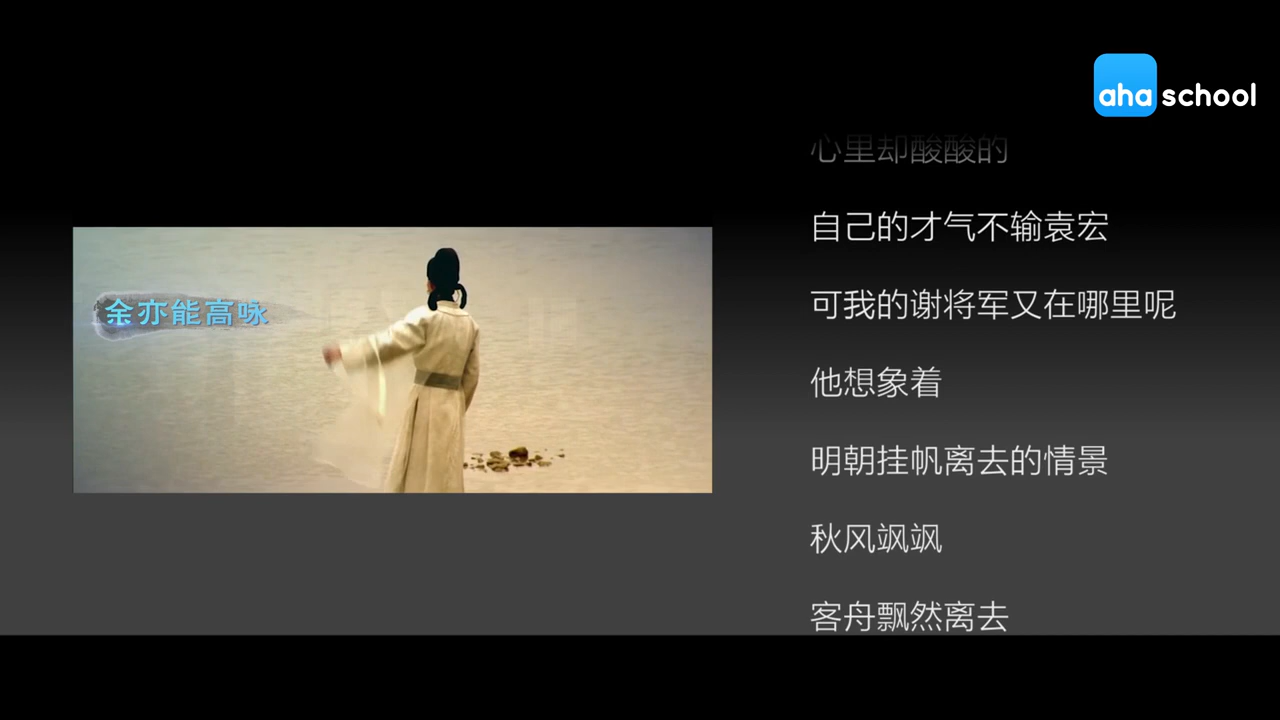 aha school
余亦能高咏
心里却酸酸的
自己的才气不输袁宏
可我的谢将军又在哪里呢
他想象着
明朝挂帆离去的情景
秋风飒飒
客舟飘然离去